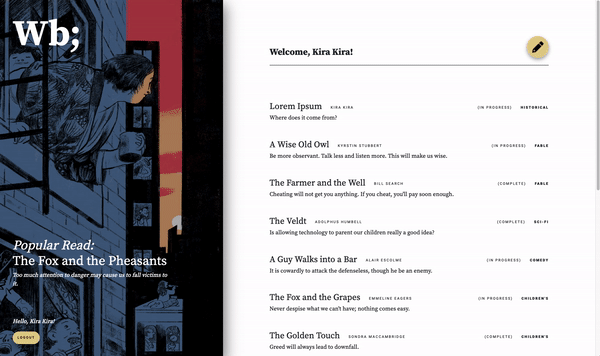 Wb;
Popular Read:
The Fox and the Pheasants
Too much attention to danger may cause us to fall victims to
it.
Hello, Kira Kira!
LOGOUT
Welcome, Kira Kira!
Lorem Ipsum KIRA KIRA (IN PROGRESS) HISTORICAL
Where does it come from?
A Wise Old Owl KYRSTIN STUBBERT (IN PROGRESS) FABLE
Be more observant. Talk less and listen more. This will make us wise.
The Farmer and the Well BILL SEARCH (COMPLETE) FABLE
Cheating will not get you anything. If you cheat, you'll pay soon enough.
The Veldt ADOLPHUS HUMBELL (COMPLETE) SCI-FI
Is allowing technology to parent our children really a good idea?
A Guy Walks into a Bar ALAIR ESCOLME (IN PROGRESS) COMEDY
It is cowardly to attack the defenseless, though he be an enemy.
The Fox and the Grapes EMMELINE EAGERS (IN PROGRESS) CHILDREN'S
Never despise what we can't have; nothing comes easy.
The Golden Touch SONDRA MACCAMBRIDGE (COMPLETE) CHILDREN'S
Greed will always lead to downfall.